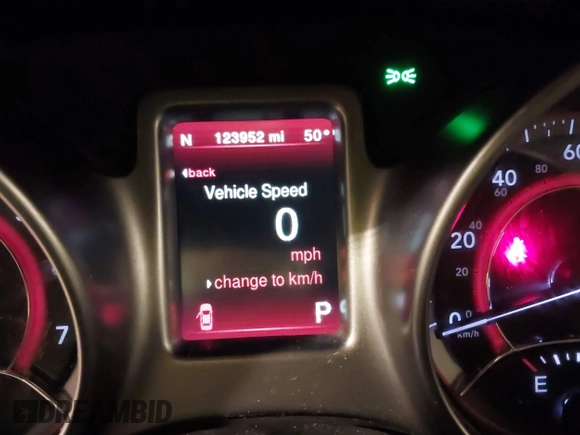 N 123952 mi 50°
back
Vehicle Speed
0
mph
change to km/h
P
7
0 20 40 60
20 60 80
km/h
E
DREAMBID